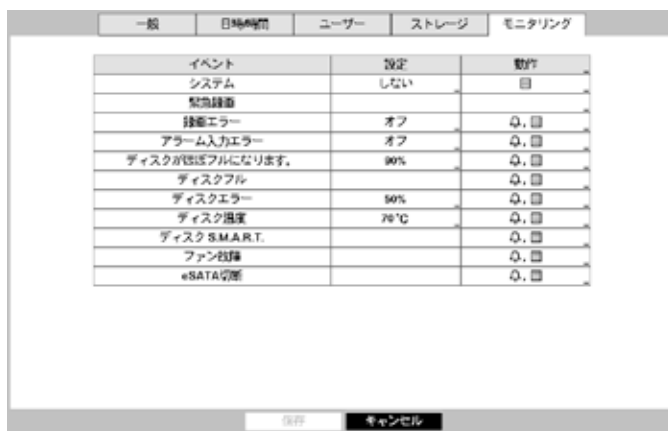 一般 日時/時間 ユーザー ストレージ モニタリング
イベント 設定 動作
システム しない
緊急録画
録画エラー オフ
アラーム入力エラー オフ
ディスクがほぼフルになります。 90%
ディスクフル
ディスクエラー 50%
ディスク温度 70℃
ディスク S.M.A.R.T.
ファン故障
eSATA切断
保存 キャンセル